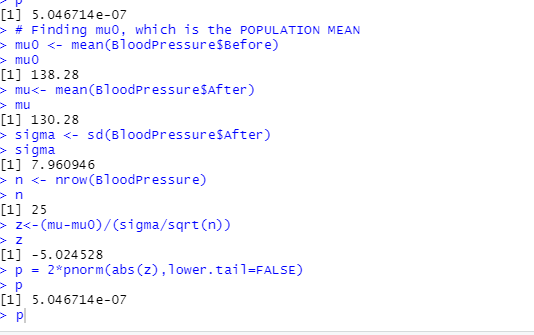 > p
[1] 5.046714e-07
> # Finding mu0, which is the POPULATION MEAN
> mu0 <- mean(BloodPressure$Before)
> mu0
[1] 138.28
> mu<- mean(BloodPressure$After)
> mu
[1] 130.28
> sigma <- sd(BloodPressure$After)
> sigma
[1] 7.960946
> n <- nrow(BloodPressure)
> n
[1] 25
> z<-(mu-mu0)/(sigma/sqrt(n))
> z
[1] -5.024528
> p = 2*pnorm(abs(z),lower.tail=FALSE)
> p
[1] 5.046714e-07
> p